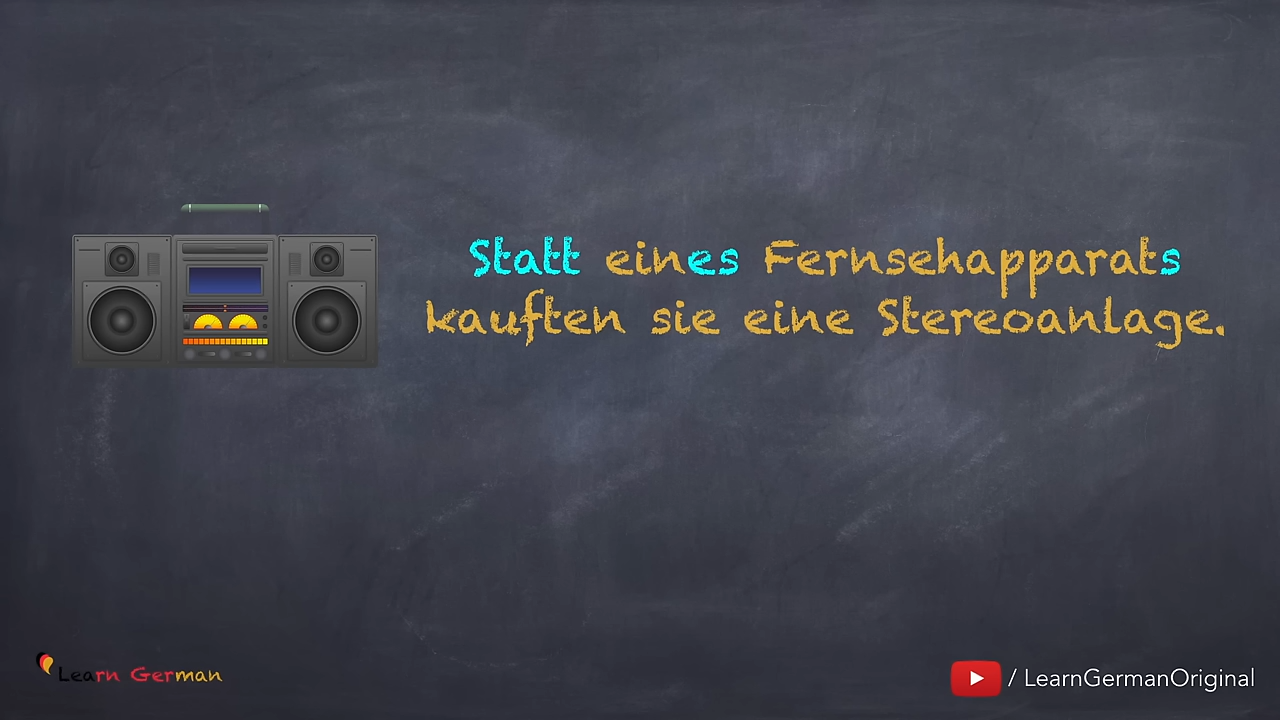 Statt eines Fernsehapparats
kauften sie eine Stereoanlage.
Learn German
/ LearnGermanOriginal